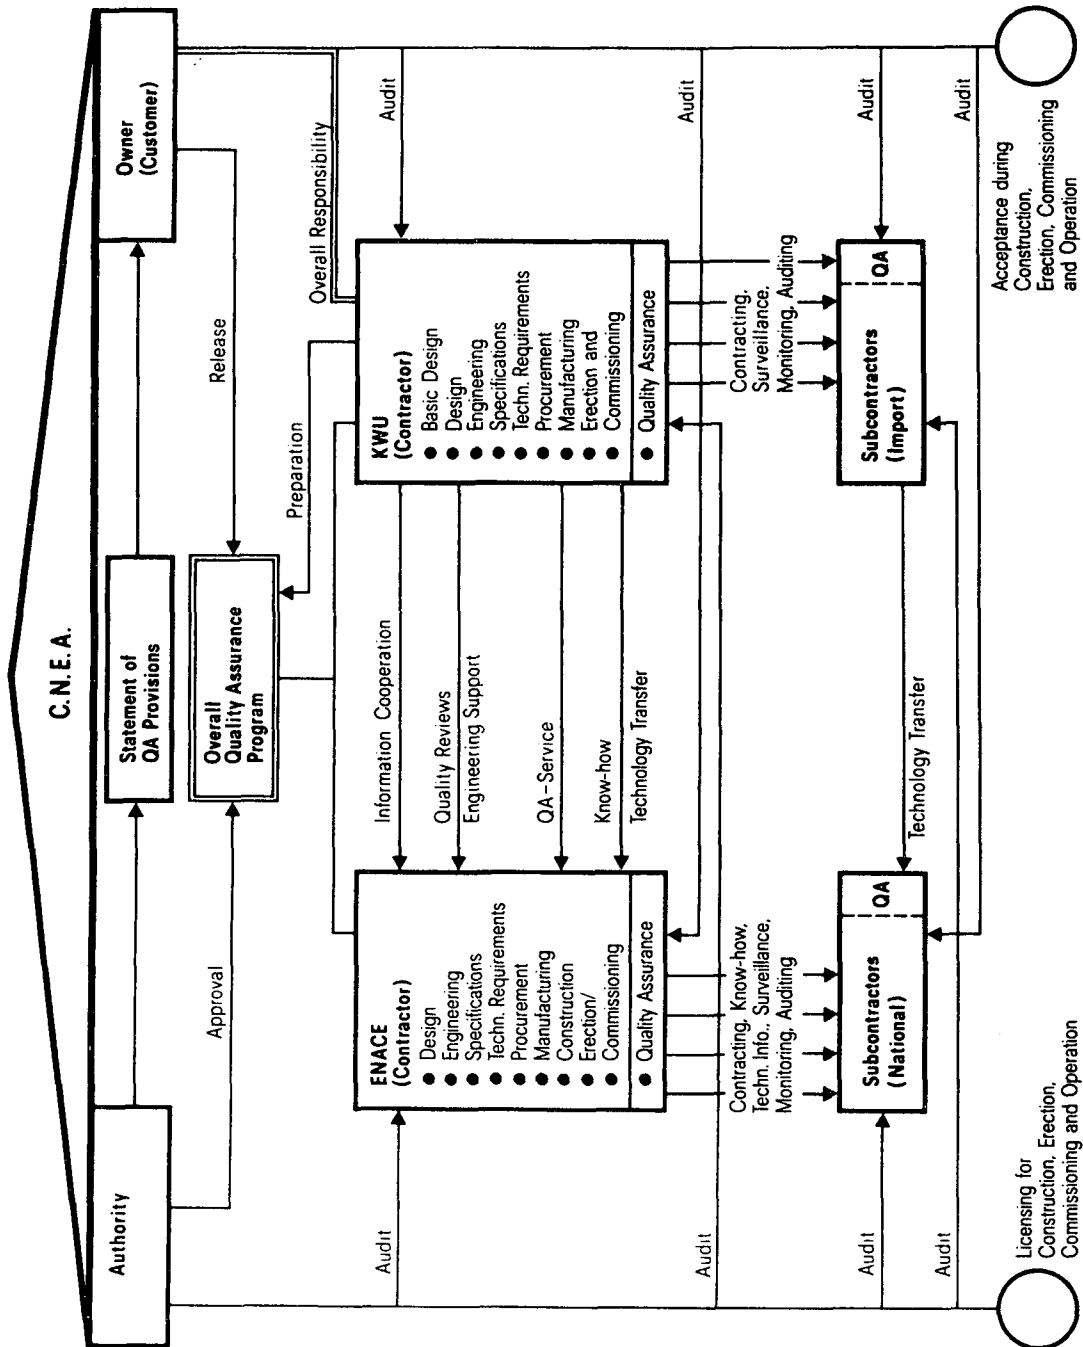 C.N.E.A.
Authority
Statement of
QA Provisions
Owner
(Customer)
Approval
Overall
Quality Assurance
Program
Release
Preparation
Overall Responsibility
ENACE
(Contractor)
● Design
● Engineering
● Specifications
● Techn. Requirements
● Procurement
● Manufacturing
● Construction
● Erection/
● Commissioning
● Quality Assurance
Information Cooperation
Quality Reviews
Engineering Support
QA-Service
Know-how
Technology Transfer
KWU
(Contractor)
● Basic Design
● Design
● Engineering
● Specifications
● Techn. Requirements
● Procurement
● Manufacturing
● Erection and
● Commissioning
● Quality Assurance
Audit
Audit
Audit
Audit
Contracting, Know-how,
Techn. Info., Surveillance,
Monitoring, Auditing
Contracting,
Surveillance,
Monitoring, Auditing
Audit
Audit
Audit
Audit
Subcontractors
(National)
QA
Technology Transfer
Subcontractors
(Import)
QA
Licensing for
Construction, Erection,
Commissioning and Operation
Acceptance during
Construction,
Erection, Commissioning
and Operation